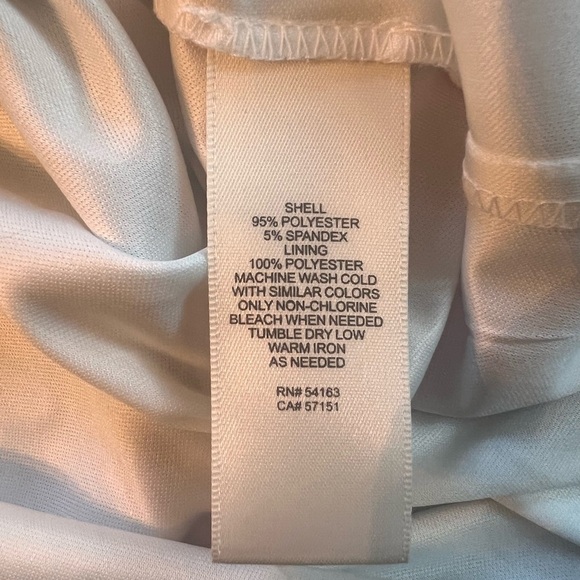 SHELL
95% POLYESTER
5% SPANDEX
LINING
100% POLYESTER
MACHINE WASH COLD
WITH SIMILAR COLORS
ONLY NON-CHLORINE
BLEACH WHEN NEEDED
TUMBLE DRY LOW
WARM IRON
AS NEEDED
RN# 54163
CA# 57151